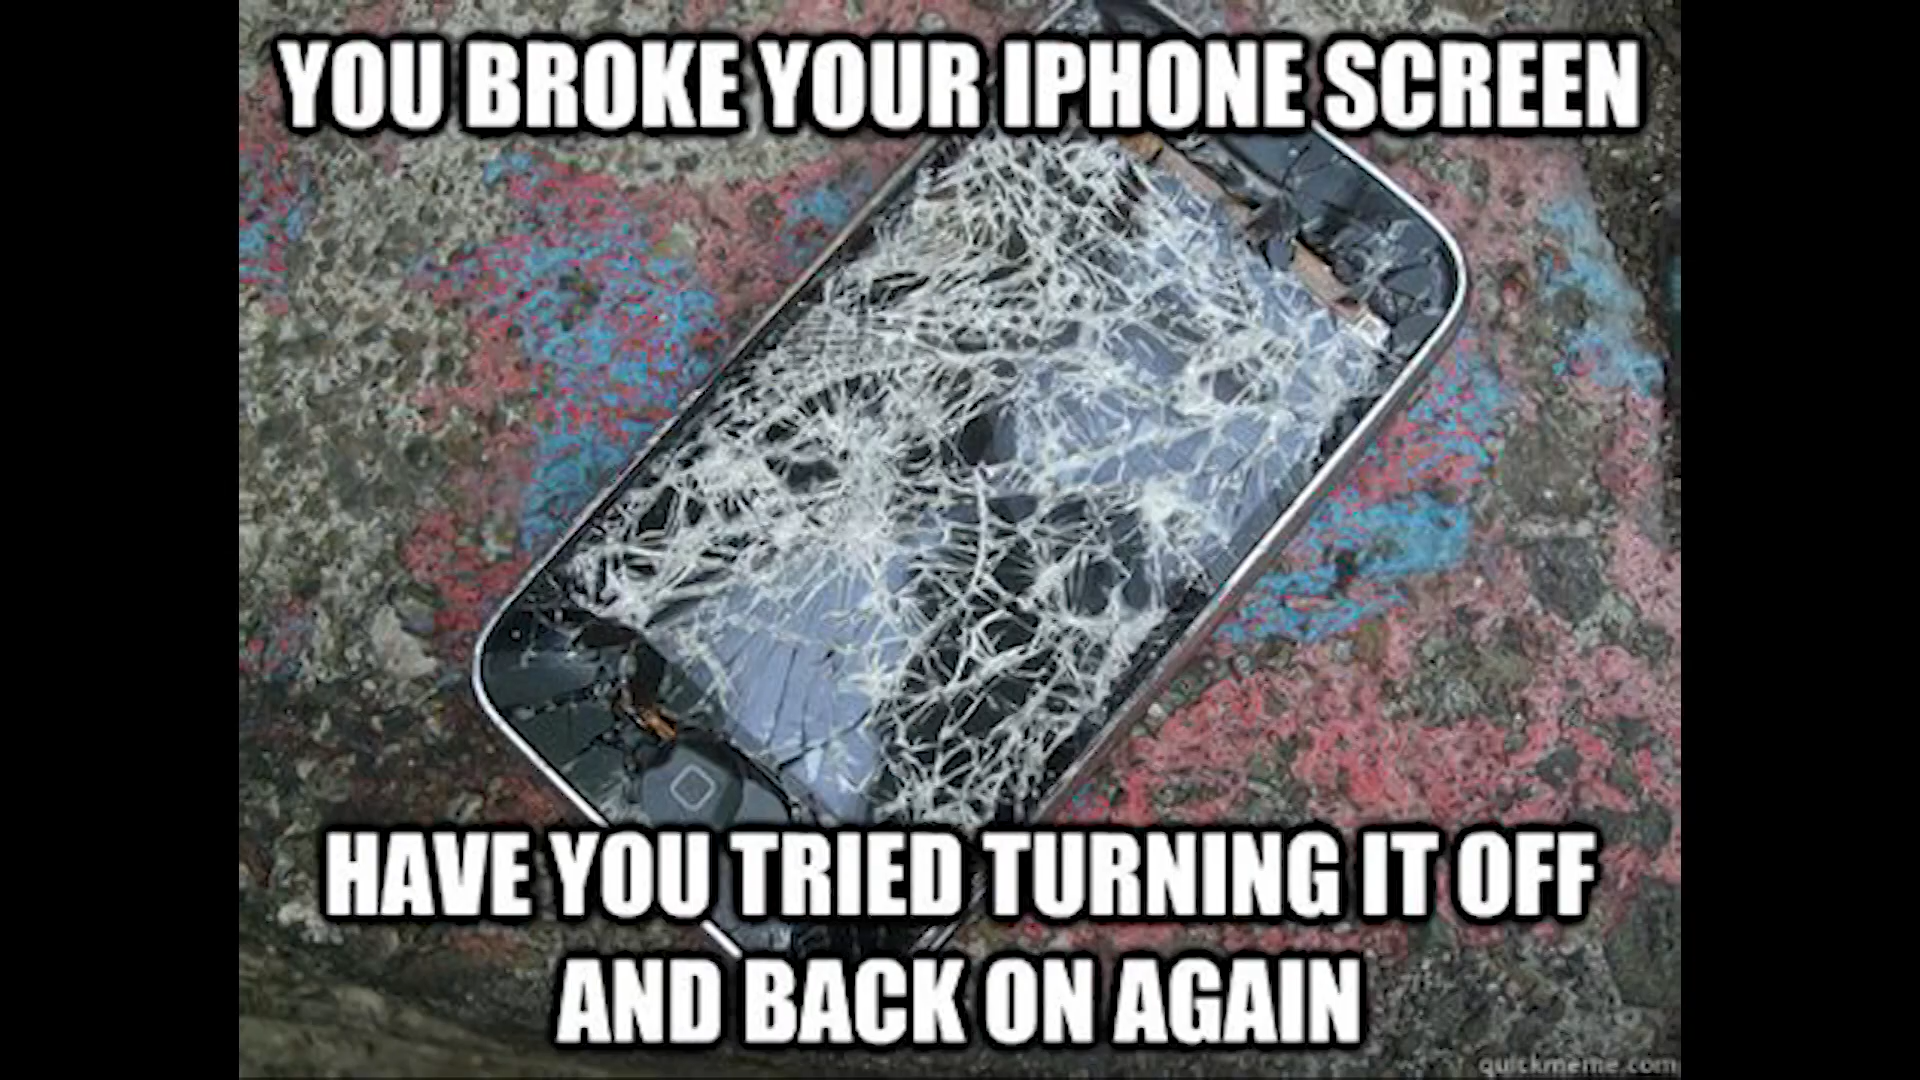 YOU BROKE YOUR IPHONE SCREEN
HAVE YOU TRIED TURNING IT OFF
AND BACK ON AGAIN
quickmeme.com